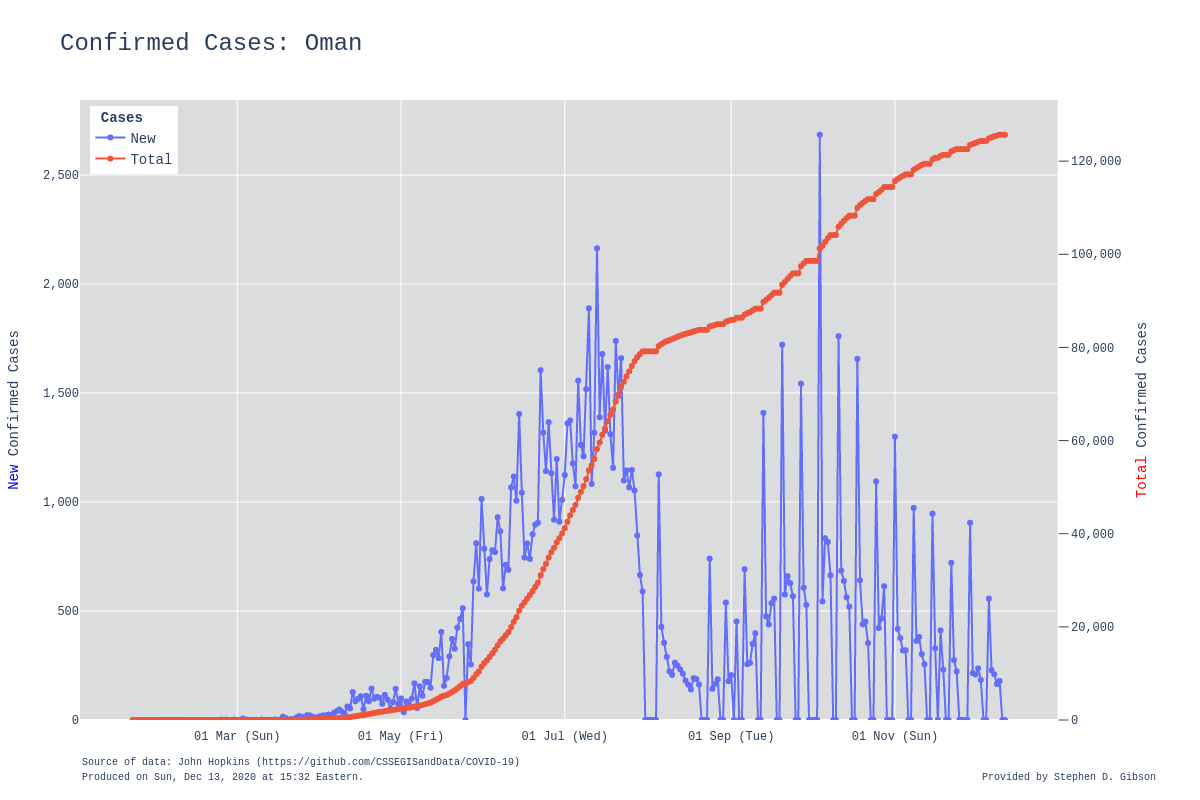 Confirmed Cases: Oman
Cases
New
Total
2,500
2,000
1,500
1,000
500
0
New Confirmed Cases
120,000
100,000
80,000
60,000
40,000
20,000
0
Total Confirmed Cases
01 Mar (Sun)
01 May (Fri)
01 Jul (Wed)
01 Sep (Tue)
01 Nov (Sun)
Source of data: John Hopkins (https://github.com/CSSEGISandData/COVID-19)
Produced on Sun, Dec 13, 2020 at 15:32 Eastern.
Provided by Stephen D. Gibson